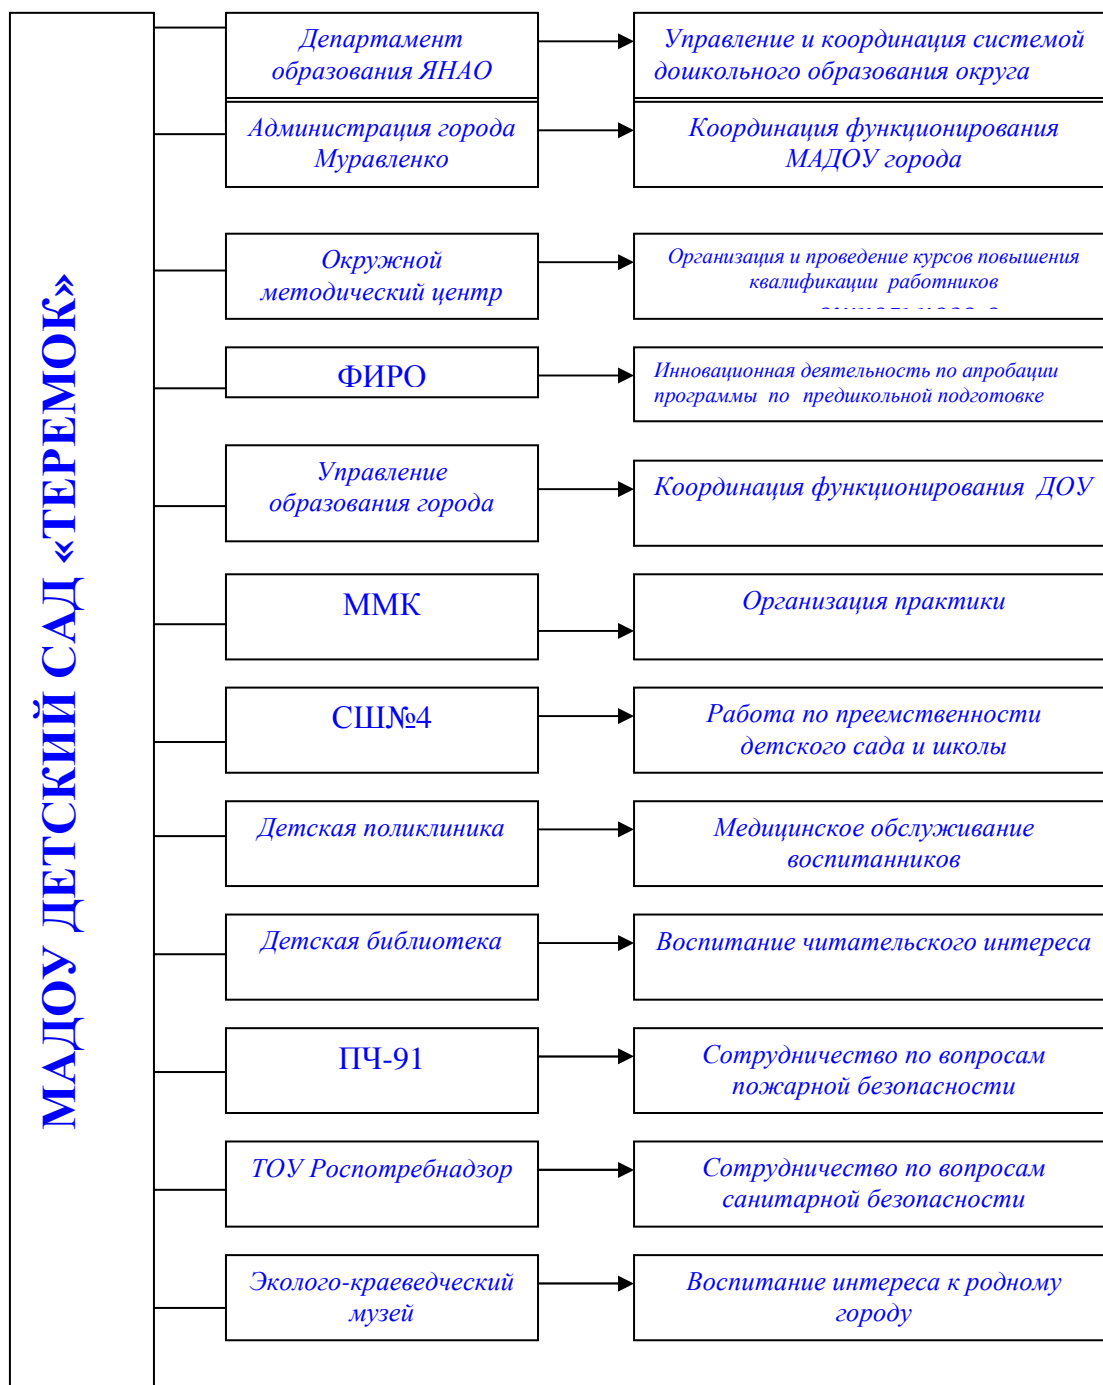 МАДОУ ДЕТСКИЙ САД «ТЕРЕМОК»
Департамент
образования ЯНАО
Управление и координация системой
дошкольного образования округа
Администрация города
Муравленко
Координация функционирования
МАДОУ города
Окружной
методический центр
Организация и проведение курсов повышения
квалификации работников
ФИРО
Инновационная деятельность по апробации
программы по предшкольной подготовке
Управление
образования города
Координация функционирования ДОУ
ММК
Организация практики
СШ№4
Работа по преемственности
детского сада и школы
Детская поликлиника
Медицинское обслуживание
воспитанников
Детская библиотека
Воспитание читательского интереса
ПЧ-91
Сотрудничество по вопросам
пожарной безопасности
ТОУ Роспотребнадзор
Сотрудничество по вопросам
санитарной безопасности
Эколого-краеведческий
музей
Воспитание интереса к родному
городу